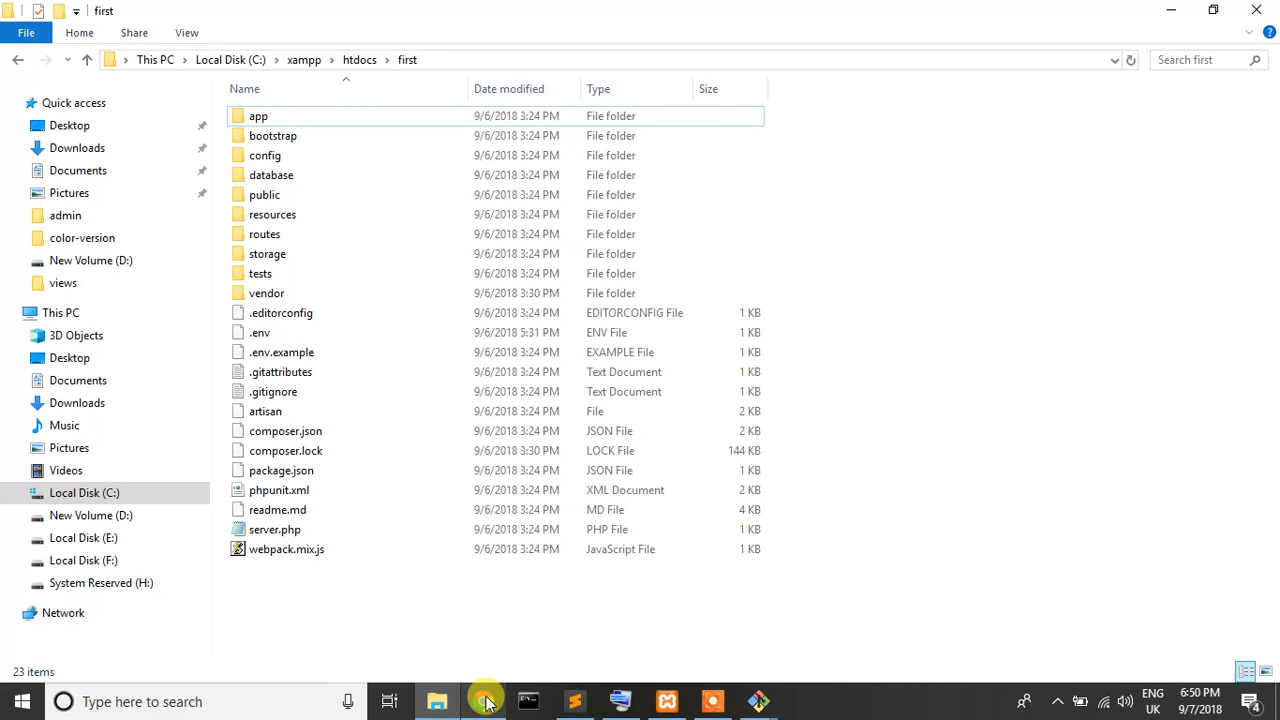 first
File Home Share View
This PC Local Disk (C:) xampp htdocs first Search first
Name Date modified Type Size
Quick access
Desktop
Downloads
Documents
Pictures
admin
color-version
New Volume (D:)
views
This PC
3D Objects
Desktop
Documents
Downloads
Music
Pictures
Videos
Local Disk (C:)
New Volume (D:)
Local Disk (E:)
Local Disk (F:)
System Reserved (H:)
Network
app 9/6/2018 3:24 PM File folder
bootstrap 9/6/2018 3:24 PM File folder
config 9/6/2018 3:24 PM File folder
database 9/6/2018 3:24 PM File folder
public 9/6/2018 3:24 PM File folder
resources 9/6/2018 3:24 PM File folder
routes 9/6/2018 3:24 PM File folder
storage 9/6/2018 3:24 PM File folder
tests 9/6/2018 3:24 PM File folder
vendor 9/6/2018 3:30 PM File folder
.editorconfig 9/6/2018 3:24 PM EDITORCONFIG File 1 KB
.env 9/6/2018 5:31 PM ENV File 1 KB
.env.example 9/6/2018 3:24 PM EXAMPLE File 1 KB
.gitattributes 9/6/2018 3:24 PM Text Document 1 KB
.gitignore 9/6/2018 3:24 PM Text Document 1 KB
artisan 9/6/2018 3:24 PM File 2 KB
composer.json 9/6/2018 3:24 PM JSON File 2 KB
composer.lock 9/6/2018 3:30 PM LOCK File 144 KB
package.json 9/6/2018 3:24 PM JSON File 1 KB
phpunit.xml 9/6/2018 3:24 PM XML Document 2 KB
readme.md 9/6/2018 3:24 PM MD File 4 KB
server.php 9/6/2018 3:24 PM PHP File 1 KB
webpack.mix.js 9/6/2018 3:24 PM JavaScript File 1 KB
23 items
Type here to search
ENG
UK
6:50 PM
9/7/2018
4